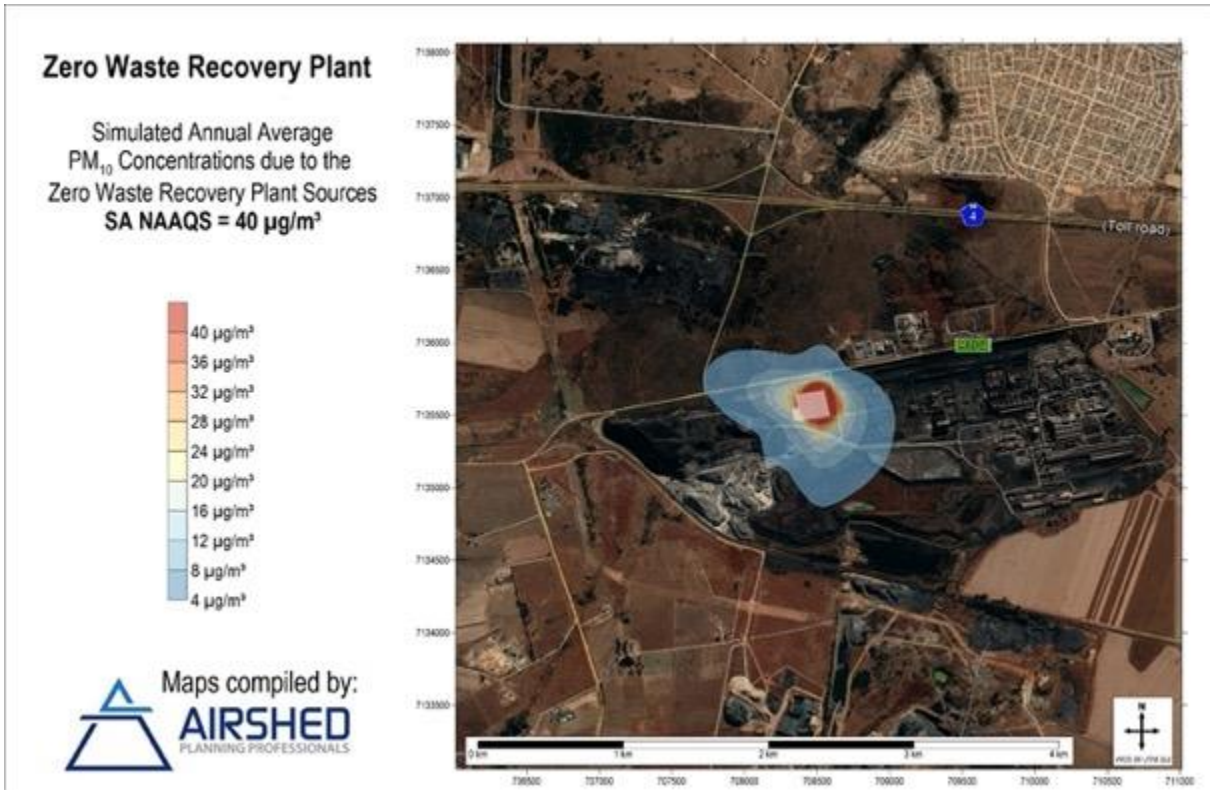 Zero Waste Recovery Plant
Simulated Annual Average
PM₁₀ Concentrations due to the
Zero Waste Recovery Plant Sources
SA NAAQS = 40 µg/m³
40 µg/m³
36 µg/m³
32 µg/m³
28 µg/m³
24 µg/m³
20 µg/m³
16 µg/m³
12 µg/m³
8 µg/m³
4 µg/m³
Maps compiled by:
AIRSHED
PLANNING PROFESSIONALS
7138000
7137500
7137000
7136500
7136000
7135500
7135000
7134500
7134000
7133500
4
(Toll road)
N
0 km
1 km
2 km
3 km
4 km
706500
707000
707500
708000
708500
709000
709500
710000
710500
711000